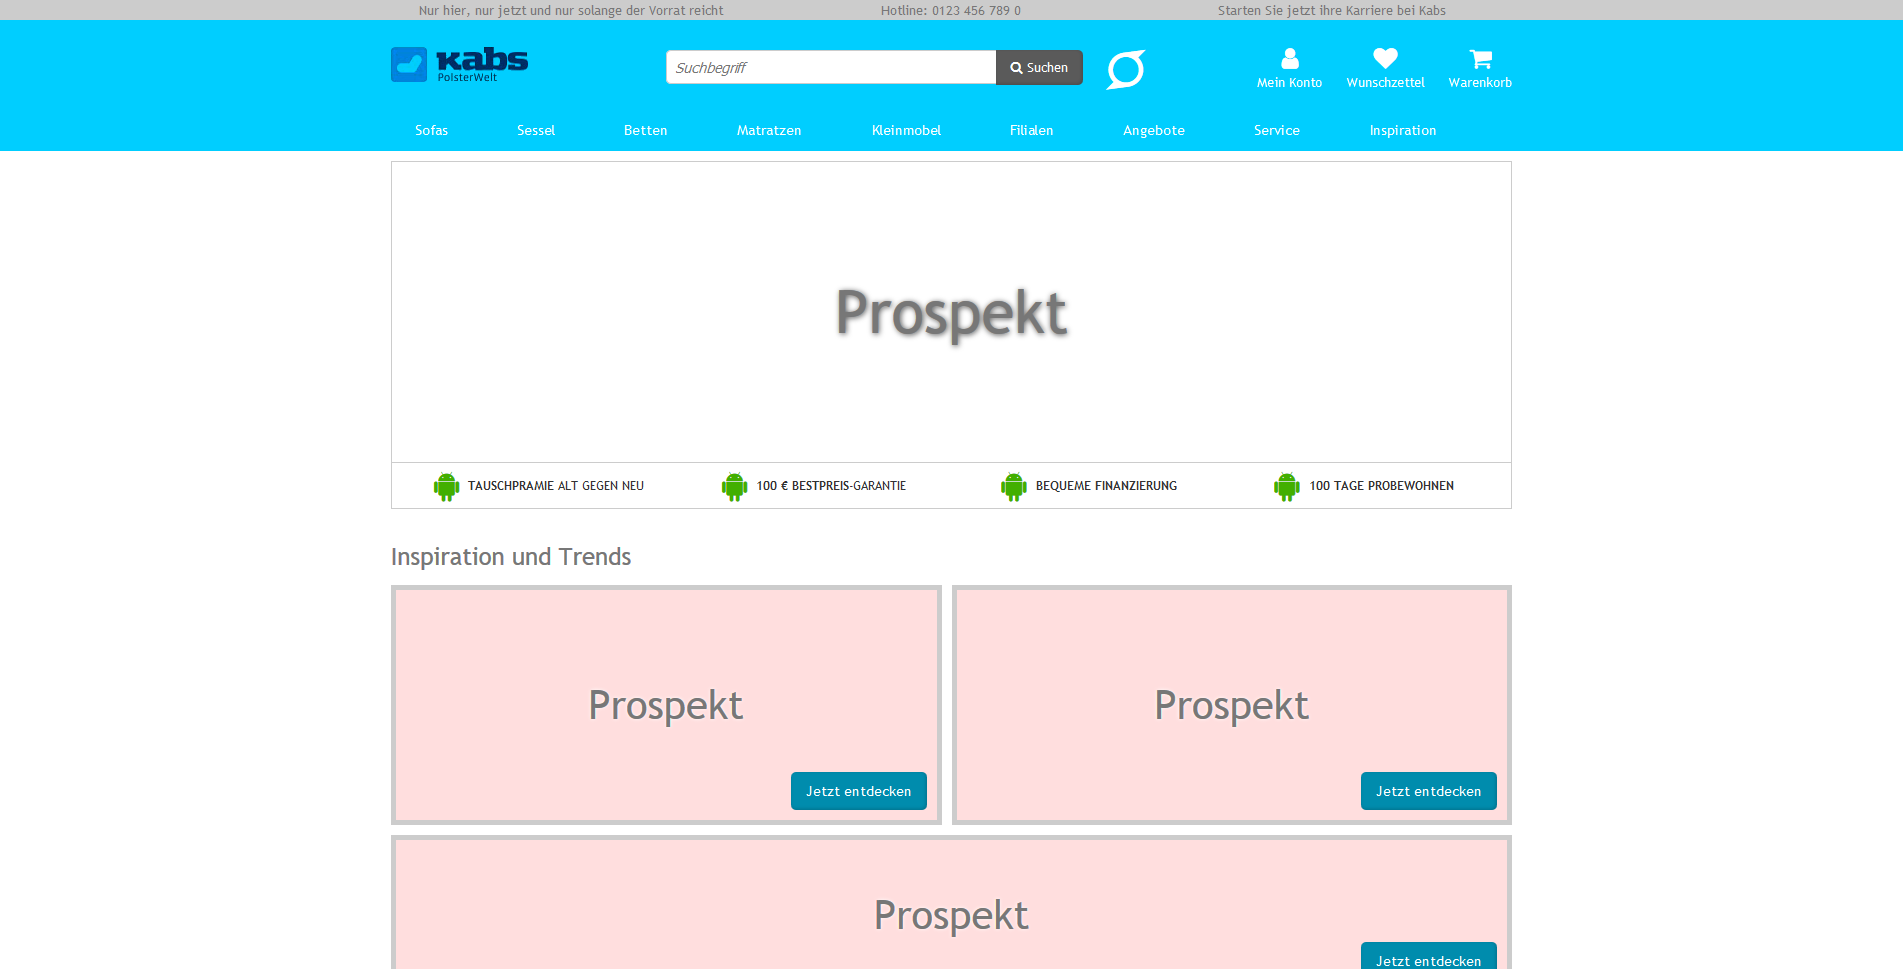 Nur hier, nur jetzt und nur solange der Vorrat reicht
Hotline: 0123 456 789 0
Starten Sie jetzt ihre Karriere bei Kabs
Kabs
PolsterWelt
Suchbegriff
Suchen
Mein Konto
Wunschzettel
Warenkorb
Sofas
Sessel
Betten
Matratzen
Kleinmobel
Filialen
Angebote
Service
Inspiration
Prospekt
TAUSCHPRAMIE ALT GEGEN NEU
100 € BESTPREIS-GARANTIE
BEQUEME FINANZIERUNG
100 TAGE PROBEWOHNEN
Inspiration und Trends
Prospekt
Jetzt entdecken
Prospekt
Jetzt entdecken
Prospekt
Jetzt entdecken